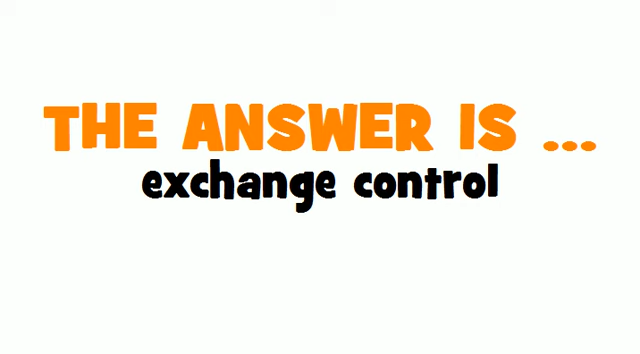 THE ANSWER IS ...
exchange control